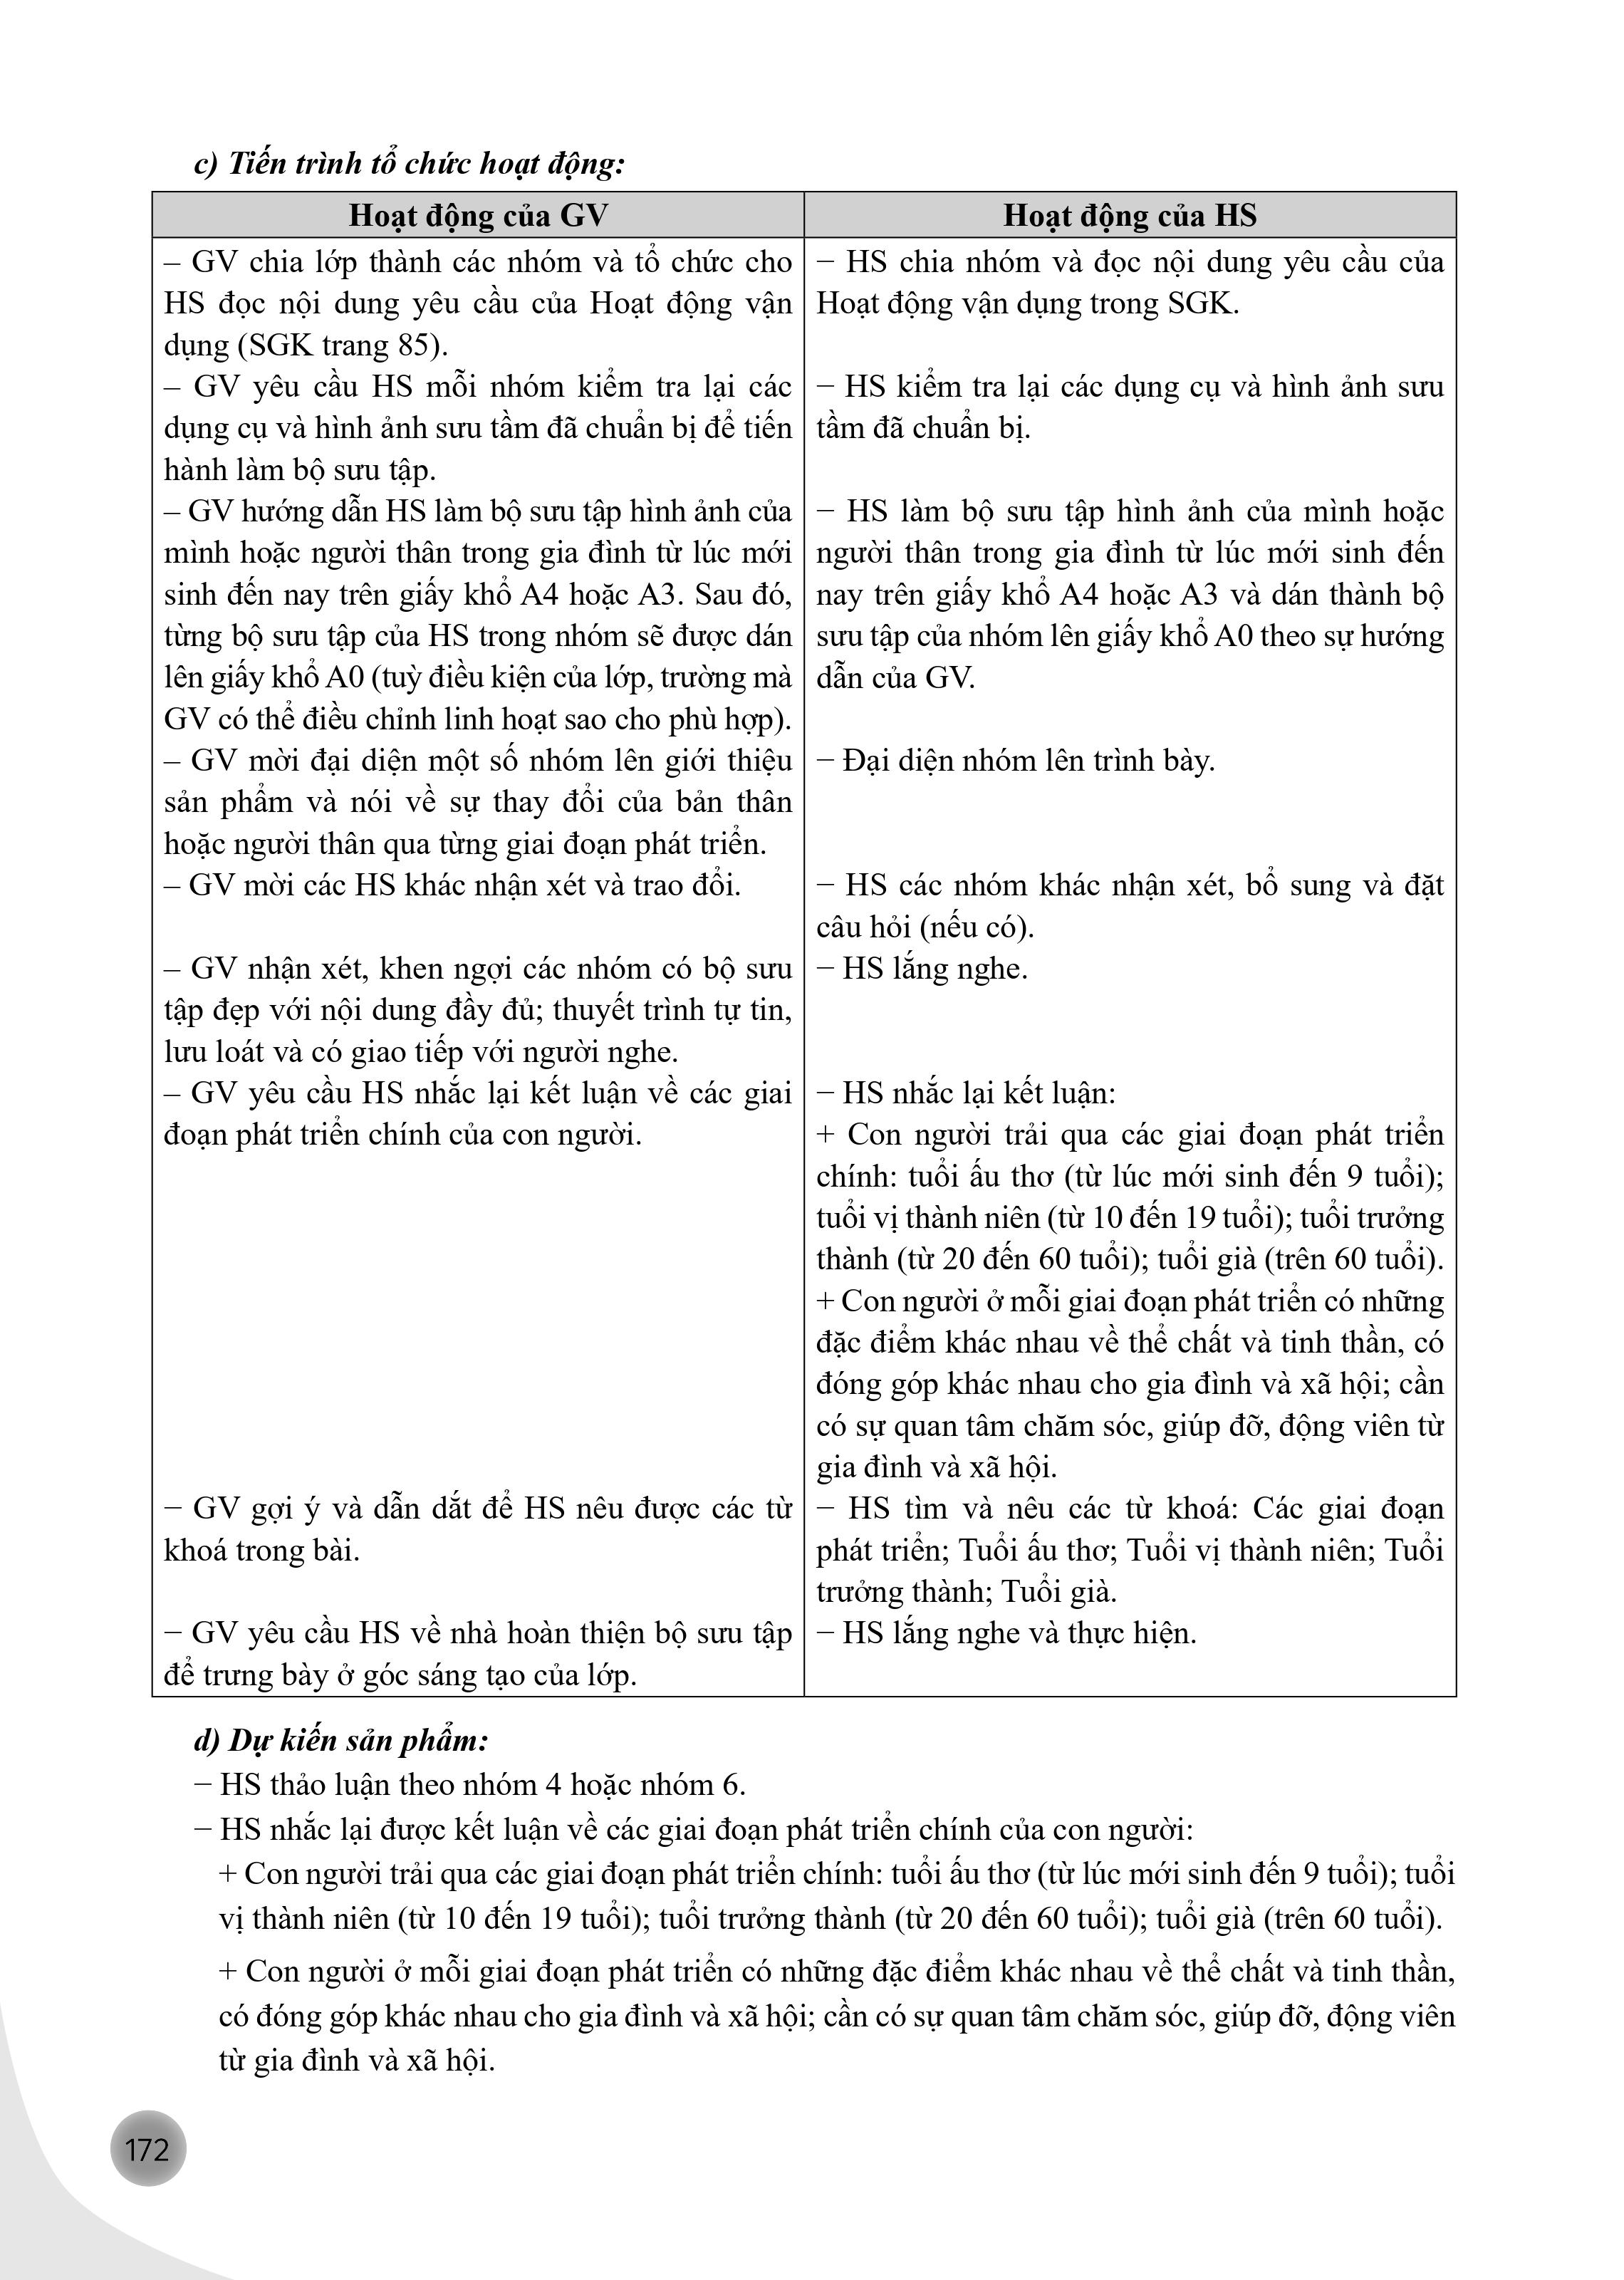 c) Tiến trình tổ chức hoạt động:
Hoạt động của GV
Hoạt động của HS
– GV chia lớp thành các nhóm và tổ chức cho
HS đọc nội dung yêu cầu của Hoạt động vận
dụng (SGK trang 85).
− HS chia nhóm và đọc nội dung yêu cầu của
Hoạt động vận dụng trong SGK.
– GV yêu cầu HS mỗi nhóm kiểm tra lại các
dụng cụ và hình ảnh sưu tầm đã chuẩn bị để tiến
hành làm bộ sưu tập.
− HS kiểm tra lại các dụng cụ và hình ảnh sưu
tầm đã chuẩn bị.
– GV hướng dẫn HS làm bộ sưu tập hình ảnh của
mình hoặc người thân trong gia đình từ lúc mới
sinh đến nay trên giấy khổ A4 hoặc A3. Sau đó,
từng bộ sưu tập của HS trong nhóm sẽ được dán
lên giấy khổ A0 (tuỳ điều kiện của lớp, trường mà
GV có thể điều chỉnh linh hoạt sao cho phù hợp).
− HS làm bộ sưu tập hình ảnh của mình hoặc
người thân trong gia đình từ lúc mới sinh đến
nay trên giấy khổ A4 hoặc A3 và dán thành bộ
sưu tập của nhóm lên giấy khổ A0 theo sự hướng
dẫn của GV.
– GV mời đại diện một số nhóm lên giới thiệu
sản phẩm và nói về sự thay đổi của bản thân
hoặc người thân qua từng giai đoạn phát triển.
− Đại diện nhóm lên trình bày.
– GV mời các HS khác nhận xét và trao đổi.
− HS các nhóm khác nhận xét, bổ sung và đặt
câu hỏi (nếu có).
– GV nhận xét, khen ngợi các nhóm có bộ sưu
tập đẹp với nội dung đầy đủ; thuyết trình tự tin,
lưu loát và có giao tiếp với người nghe.
− HS lắng nghe.
– GV yêu cầu HS nhắc lại kết luận về các giai
đoạn phát triển chính của con người.
− HS nhắc lại kết luận:
+ Con người trải qua các giai đoạn phát triển
chính: tuổi ấu thơ (từ lúc mới sinh đến 9 tuổi);
tuổi vị thành niên (từ 10 đến 19 tuổi); tuổi trưởng
thành (từ 20 đến 60 tuổi); tuổi già (trên 60 tuổi).
+ Con người ở mỗi giai đoạn phát triển có những
đặc điểm khác nhau về thể chất và tinh thần, có
đóng góp khác nhau cho gia đình và xã hội; cần
có sự quan tâm chăm sóc, giúp đỡ, động viên từ
gia đình và xã hội.
− GV gợi ý và dẫn dắt để HS nêu được các từ
khoá trong bài.
− HS tìm và nêu các từ khoá: Các giai đoạn
phát triển; Tuổi ấu thơ; Tuổi vị thành niên; Tuổi
trưởng thành; Tuổi già.
− GV yêu cầu HS về nhà hoàn thiện bộ sưu tập
để trưng bày ở góc sáng tạo của lớp.
− HS lắng nghe và thực hiện.
d) Dự kiến sản phẩm:
− HS thảo luận theo nhóm 4 hoặc nhóm 6.
− HS nhắc lại được kết luận về các giai đoạn phát triển chính của con người:
+ Con người trải qua các giai đoạn phát triển chính: tuổi ấu thơ (từ lúc mới sinh đến 9 tuổi); tuổi
vị thành niên (từ 10 đến 19 tuổi); tuổi trưởng thành (từ 20 đến 60 tuổi); tuổi già (trên 60 tuổi).
+ Con người ở mỗi giai đoạn phát triển có những đặc điểm khác nhau về thể chất và tinh thần,
có đóng góp khác nhau cho gia đình và xã hội; cần có sự quan tâm chăm sóc, giúp đỡ, động viên
từ gia đình và xã hội.
172